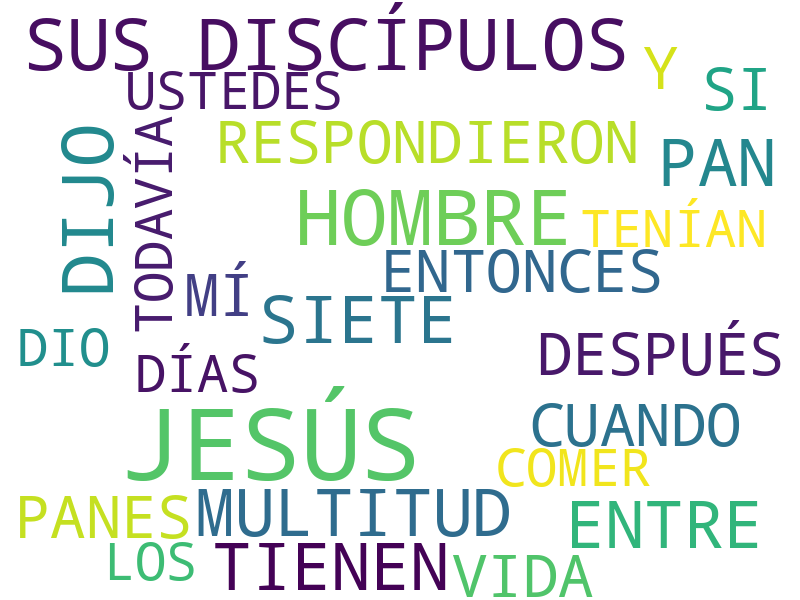 SUS DISCÍPULOS
Y
SI
USTEDES
RESPONDIERON
PAN
DIJO
TODAVÍA
HOMBRE
TENÍAN
MÍ
ENTONCES
SIETE
DIO
DÍAS
DESPUÉS
JESÚS
CUANDO
COMER
PANES
MULTITUD
ENTRE
LOS
TIENEN
VIDA